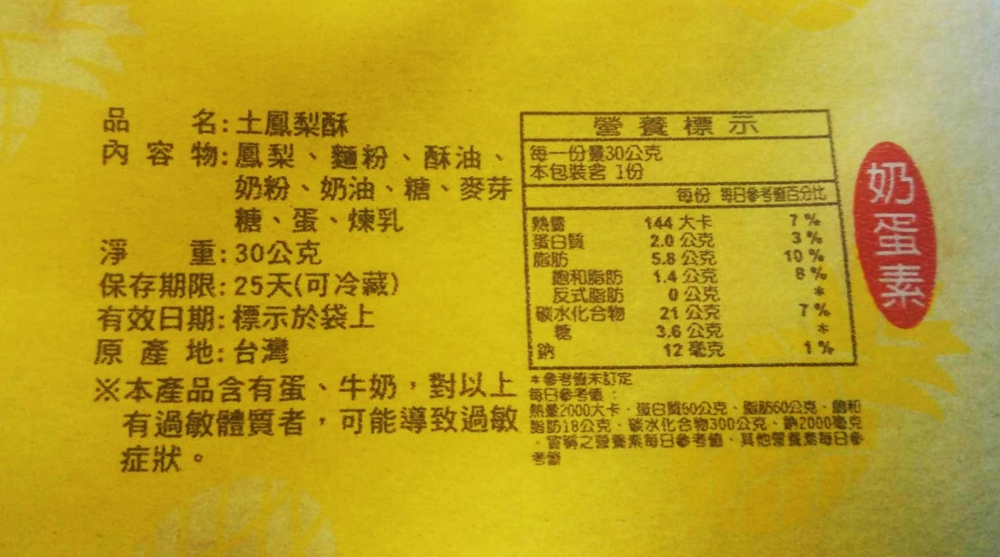 品名:土鳳梨酥
內容物:鳳梨、麵粉、酥油、
奶粉、奶油、糖、麥芽
糖、蛋、煉乳
淨重:30公克
保存期限:25天(可冷藏)
有效日期:標示於袋上
原產地:台灣
※本產品含有蛋、牛奶,對以上
有過敏體質者,可能導致過敏
症狀。
營養標示
每一份量30公克
本包裝含 1份
每份 每日參考值百分比
熱量 144 大卡 7%
蛋白質 2.0 公克 3%
脂肪 5.8 公克 10%
飽和脂肪 1.4 公克 8%
反式脂肪 0 公克 *
碳水化合物 21 公克 7%
糖 3.6 公克 *
鈉 12 毫克 1%
*參考值未訂定
每日參考值:
熱量2000大卡、蛋白質60公克、脂肪60公克、飽和
脂肪18公克、碳水化合物300公克、鈉2000毫克
、宣稱之營養素每日參考值、其他營養素每日參
考值
奶蛋素